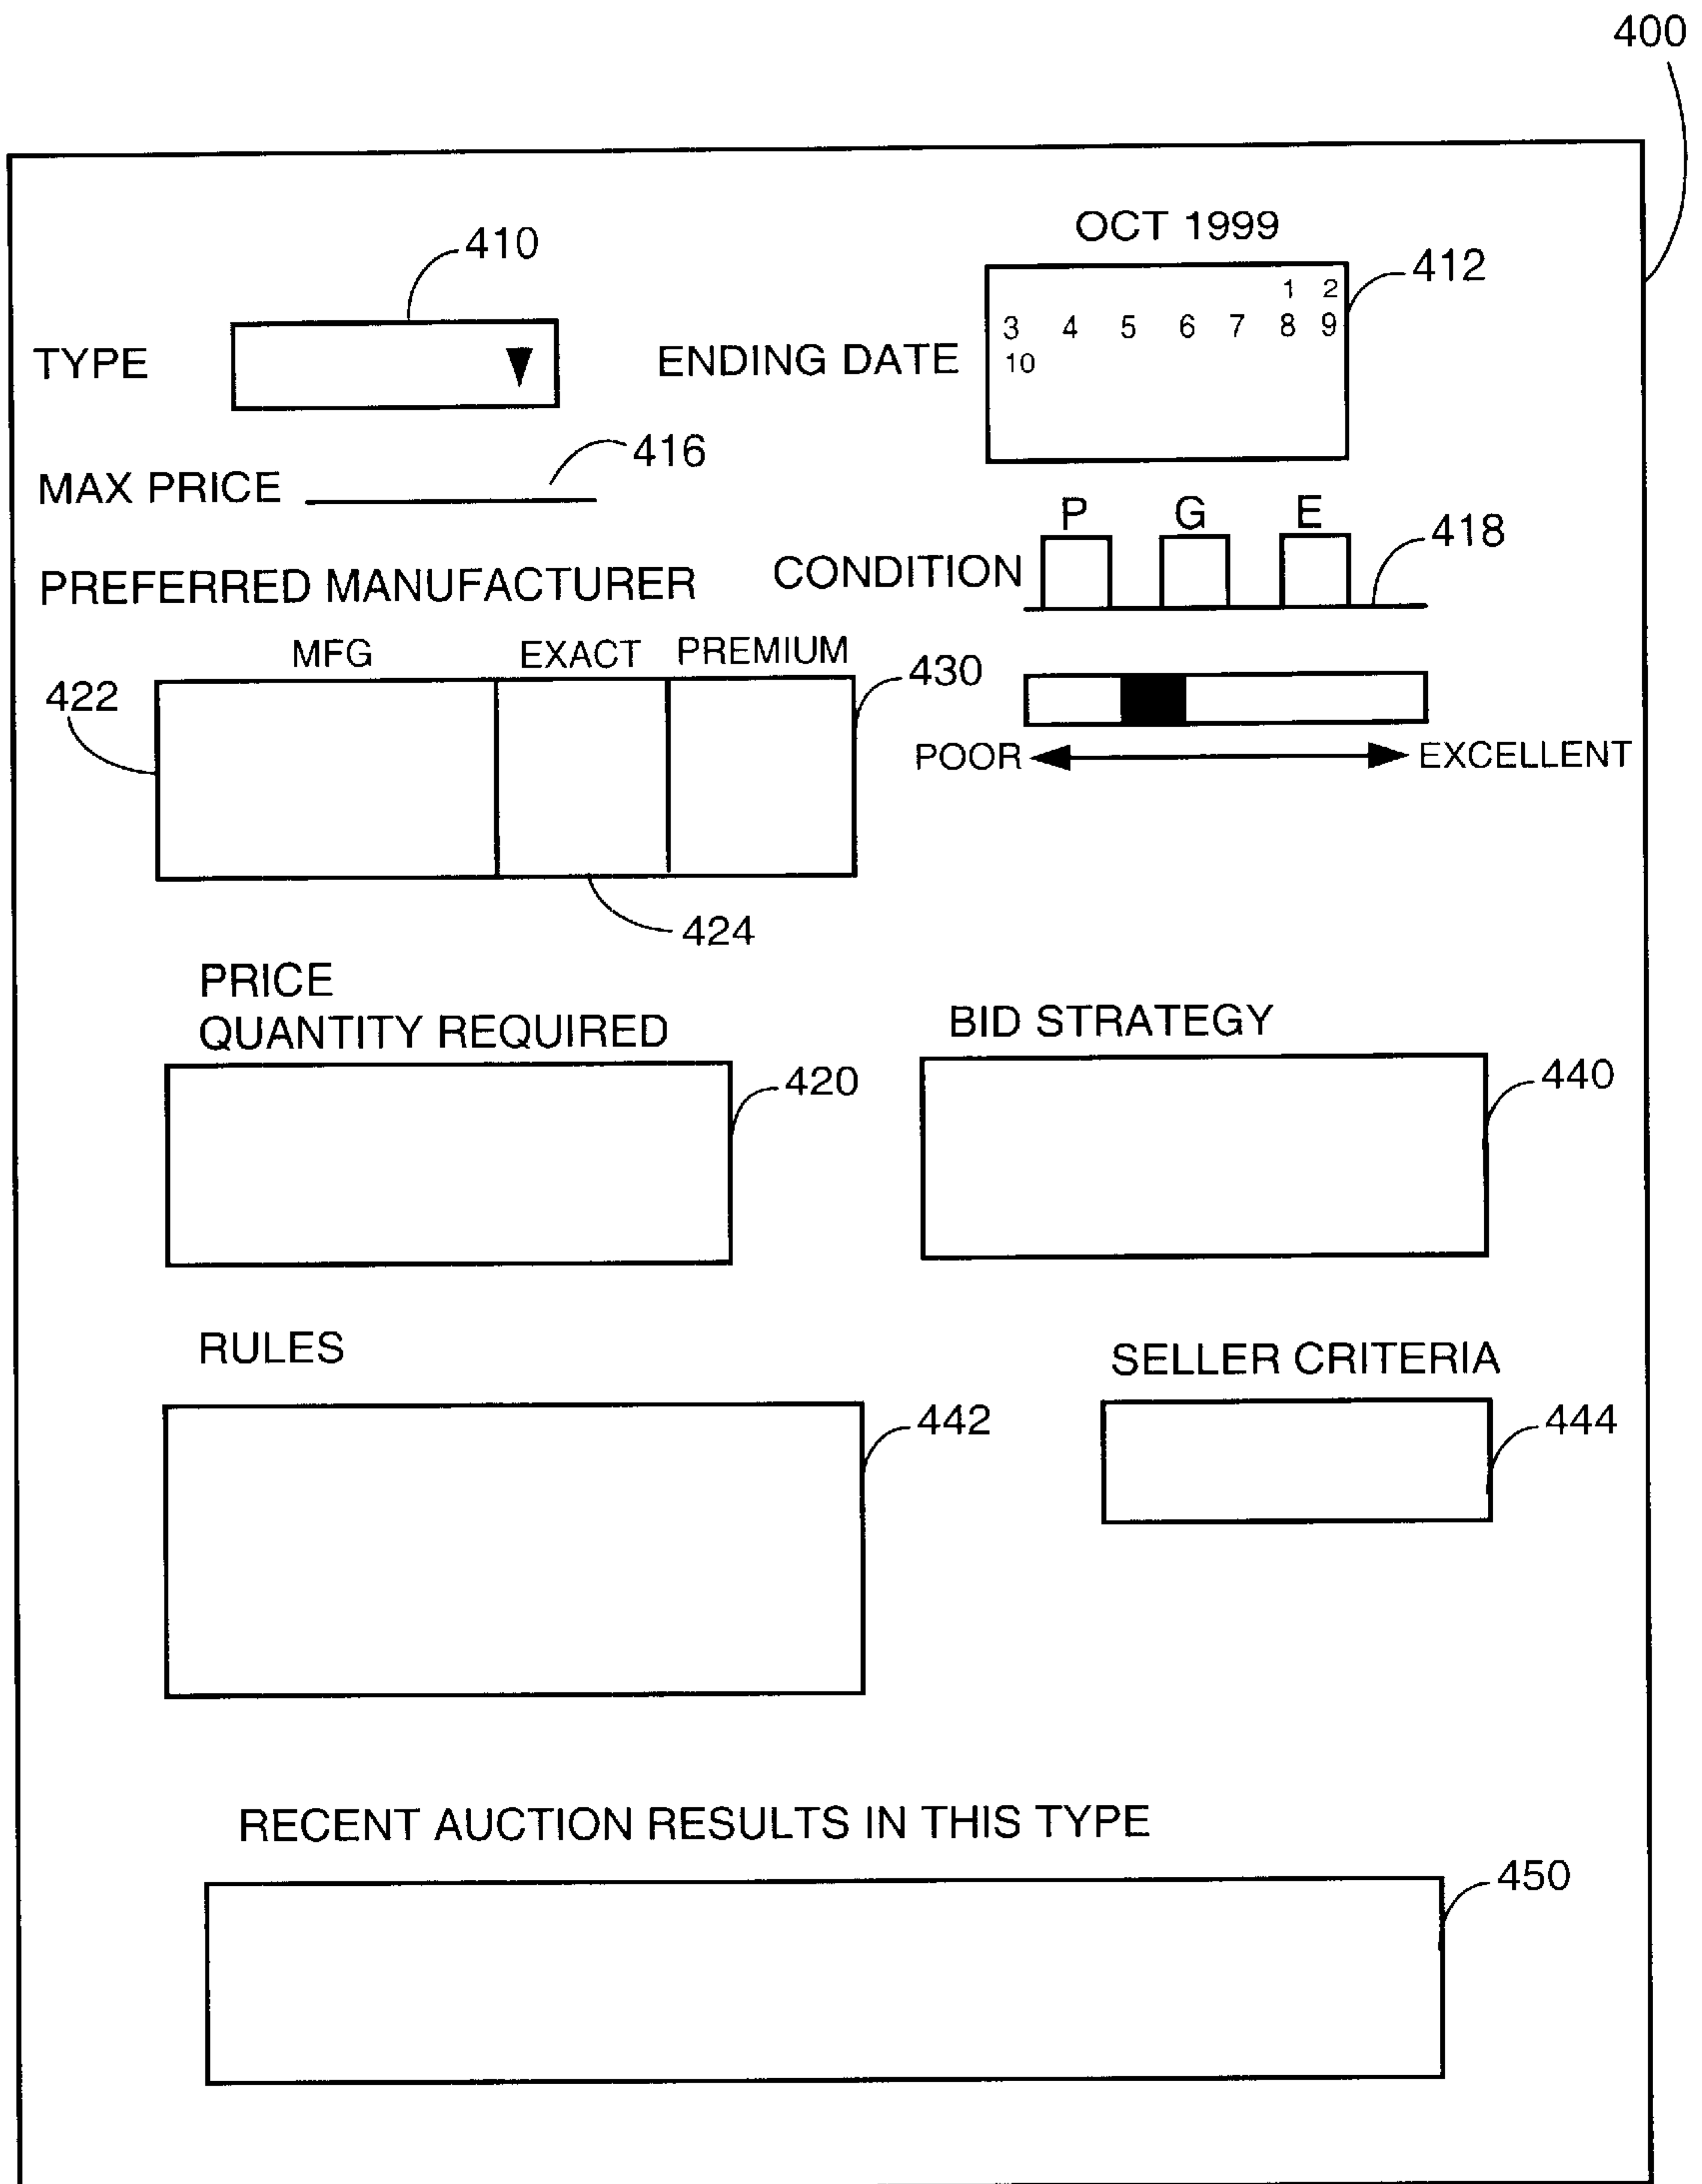 400
OCT 1999
410
412
1 2
3 4 5 6 7 8 9
10
TYPE
ENDING DATE
416
MAX PRICE
P G E
418
CONDITION
PREFERRED MANUFACTURER
MFG EXACT PREMIUM
430
422
POOR EXCELLENT
424
PRICE
QUANTITY REQUIRED
BID STRATEGY
420
440
RULES
SELLER CRITERIA
442
444
RECENT AUCTION RESULTS IN THIS TYPE
450